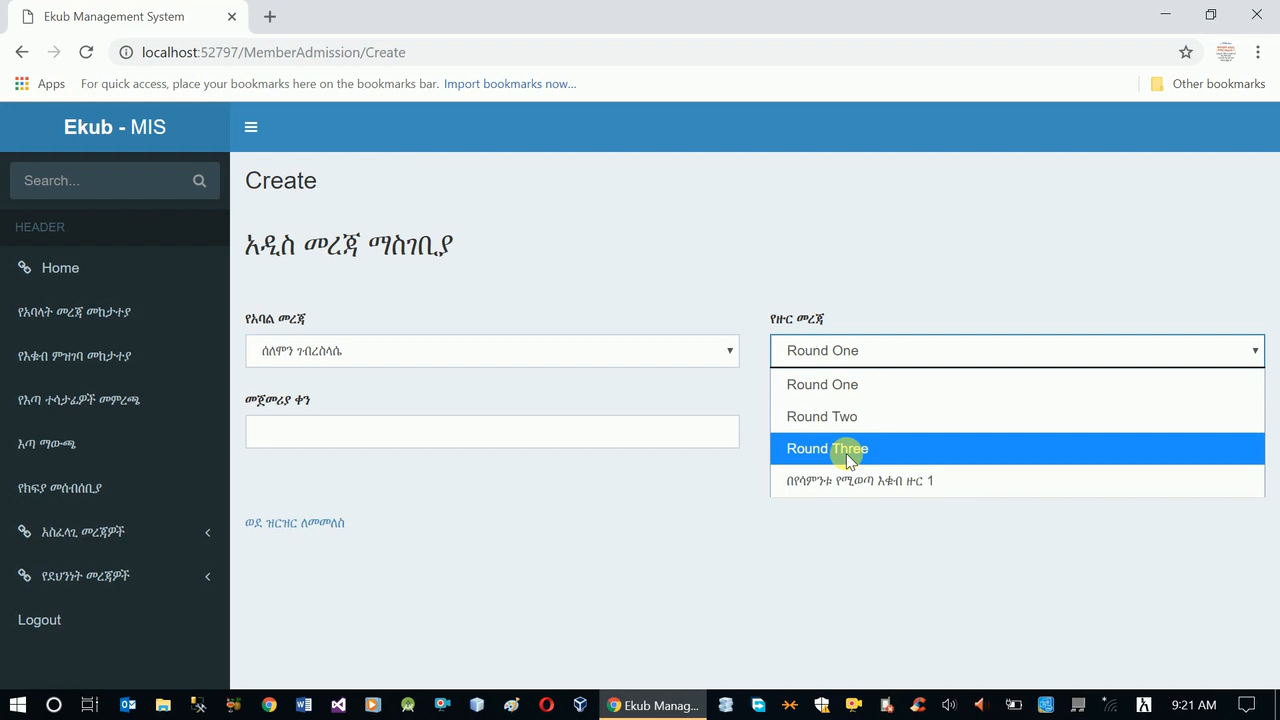 Ekub Management System
localhost:52797/MemberAdmission/Create
Apps For quick access, place your bookmarks here on the bookmarks bar. Import bookmarks now... Other bookmarks
Ekub - MIS
Search...
HEADER
Home
የአባላት መረጃ መከታተያ
የእቁብ ምዝገባ መከታተያ
የእጣ ተሳታፊዎች መምረጫ
እጣ ማውጫ
የከፍያ መሰብሰቢያ
አስፈላጊ መረጃዎች
የደህንነት መረጃዎች
Logout
Create
አዲስ መረጃ ማስገቢያ
የአባል መረጃ
ሰለሞን ገብረስላሴ
መጀመሪያ ቀን
የዙር መረጃ
Round One
Round One
Round Two
Round Three
በየሳምንቱ የሚወጣ እቁብ ዙር 1
ወደ ዝርዝር ለመመለስ
Ekub Manag...
9:21 AM